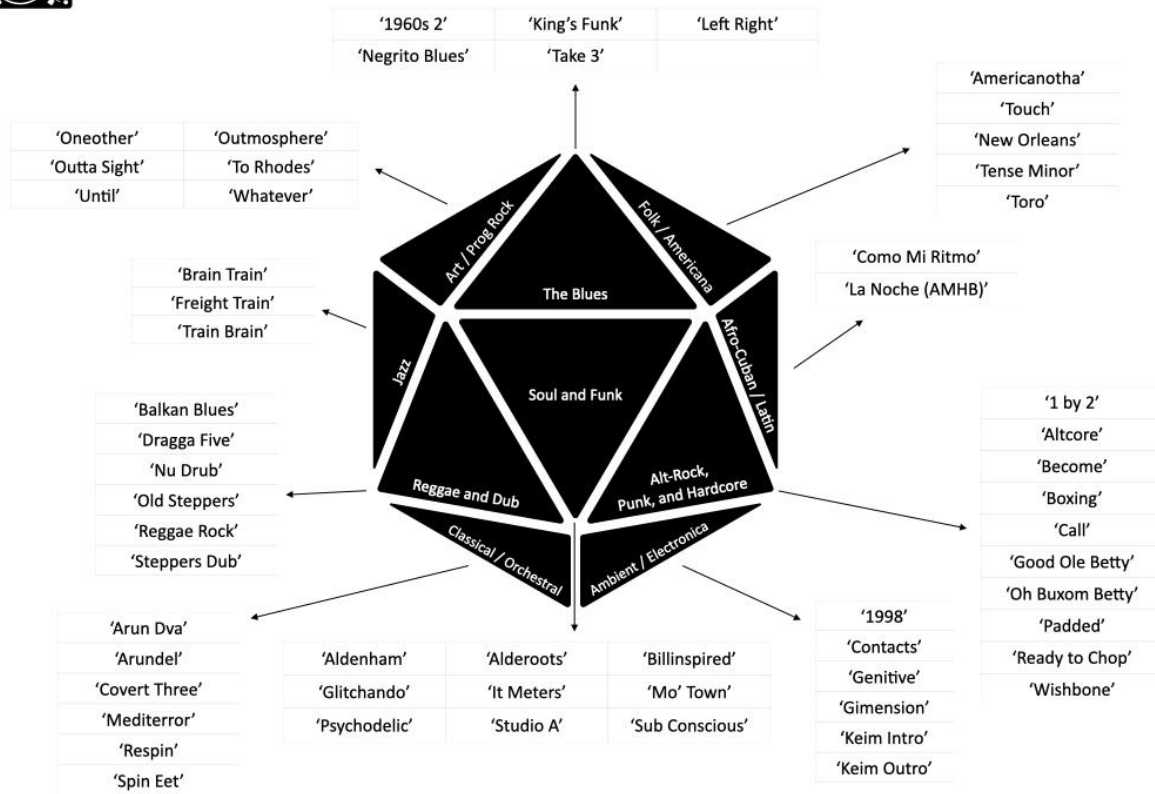 ‘1960s 2’ ‘King’s Funk’ ‘Left Right’
‘Negrito Blues’ ‘Take 3’
‘Americanotha’
‘Touch’
‘New Orleans’
‘Tense Minor’
‘Toro’
‘Oneother’ ‘Outmosphere’
‘Outta Sight’ ‘To Rhodes’
‘Until’ ‘Whatever’
Art / Prog Rock
Folk / Americana
The Blues
‘Como Mi Ritmo’
‘La Noche (AMHB)’
‘Brain Train’
‘Freight Train’
‘Train Brain’
Jazz
Soul and Funk
Afro-Cuban / Latin
‘Balkan Blues’
‘Dragga Five’
‘Nu Drub’
‘Old Steppers’
‘Reggae Rock’
‘Steppers Dub’
Reggae and Dub
Alt-Rock,
Punk, and Hardcore
‘1 by 2’
‘Altcore’
‘Become’
‘Boxing’
‘Call’
‘Good Ole Betty’
‘Oh Buxom Betty’
‘Padded’
‘Ready to Chop’
‘Wishbone’
Classical / Orchestral
Ambient / Electronica
‘Arun Dva’
‘Arundel’
‘Covert Three’
‘Mediterror’
‘Respin’
‘Spin Eet’
‘Aldenham’ ‘Alderoots’ ‘Billinspired’
‘Glitchando’ ‘It Meters’ ‘Mo’ Town’
‘Psychodelic’ ‘Studio A’ ‘Sub Conscious’
‘1998’
‘Contacts’
‘Genitive’
‘Gimension’
‘Keim Intro’
‘Keim Outro’